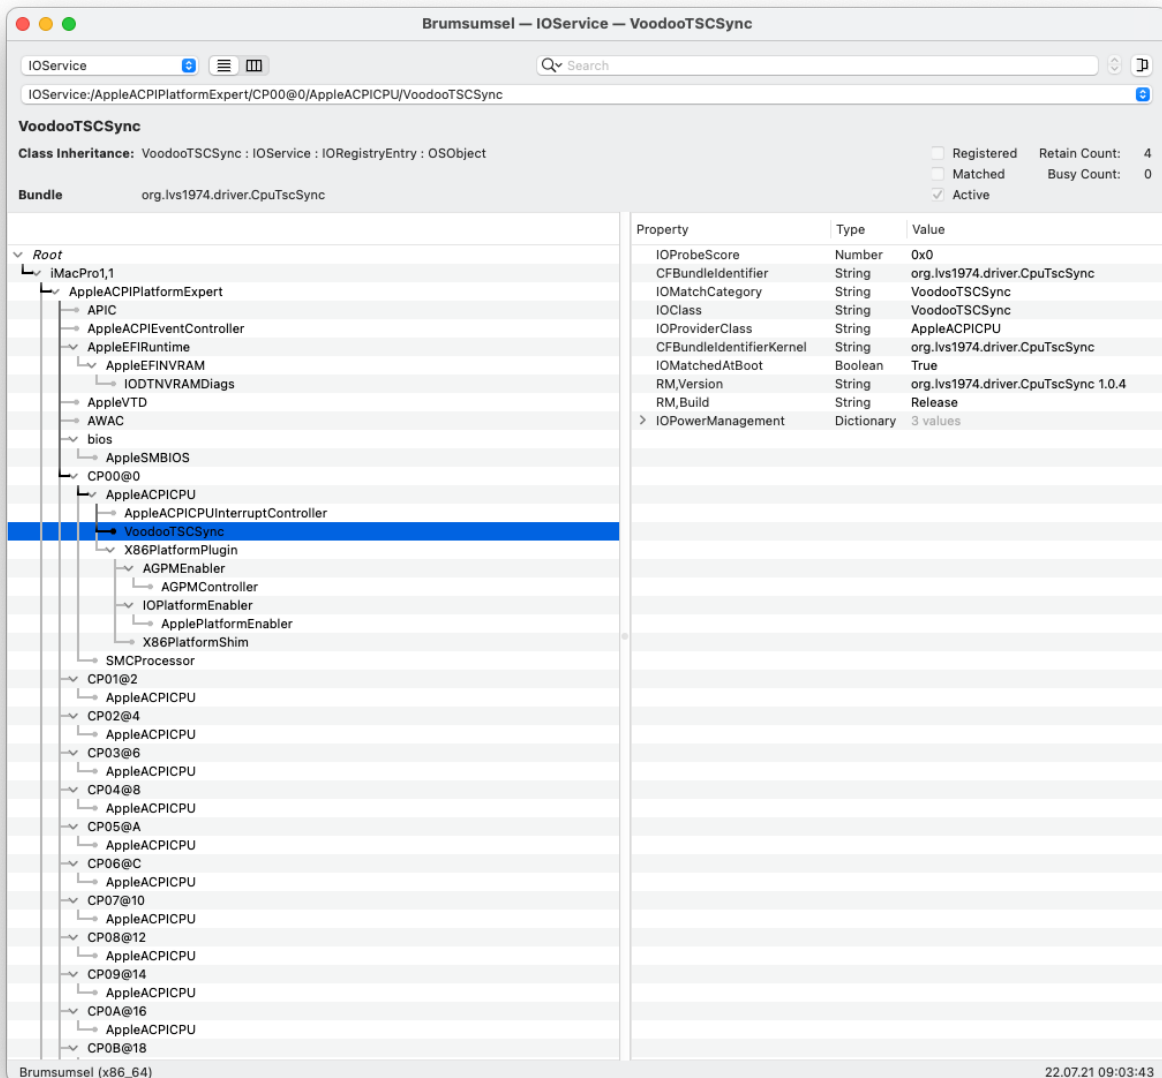 Brumsumsel — IOService — VoodooTSCSync
IOService
Search
IOService:/AppleACPIPlatformExpert/CP00@0/AppleACPICPU/VoodooTSCSync
VoodooTSCSync
Class Inheritance: VoodooTSCSync : IOService : IORegistryEntry : OSObject
Registered Retain Count: 4
Matched Busy Count: 0
Bundle org.lvs1974.driver.CpuTscSync
Active
Root
iMacPro1,1
AppleACPIPlatformExpert
APIC
AppleACPIEventController
AppleEFIRuntime
AppleEFINVRAM
IODTNVRAMDiags
AppleVTD
AWAC
bios
AppleSMBIOS
CP00@0
AppleACPICPU
AppleACPICPUInterruptController
VoodooTSCSync
X86PlatformPlugin
AGPMEnabler
AGPMController
IOPlatformEnabler
ApplePlatformEnabler
X86PlatformShim
SMCProcessor
CP01@2
AppleACPICPU
CP02@4
AppleACPICPU
CP03@6
AppleACPICPU
CP04@8
AppleACPICPU
CP05@A
AppleACPICPU
CP06@C
AppleACPICPU
CP07@10
AppleACPICPU
CP08@12
AppleACPICPU
CP09@14
AppleACPICPU
CP0A@16
AppleACPICPU
CP0B@18
Property Type Value
IOProbeScore Number 0x0
CFBundleIdentifier String org.lvs1974.driver.CpuTscSync
IOMatchCategory String VoodooTSCSync
IOClass String VoodooTSCSync
IOProviderClass String AppleACPICPU
CFBundleIdentifierKernel String org.lvs1974.driver.CpuTscSync
IOMatchedAtBoot Boolean True
RM,Version String org.lvs1974.driver.CpuTscSync 1.0.4
RM,Build String Release
IOPowerManagement Dictionary 3 values
Brumsumsel (x86_64)
22.07.21 09:03:43